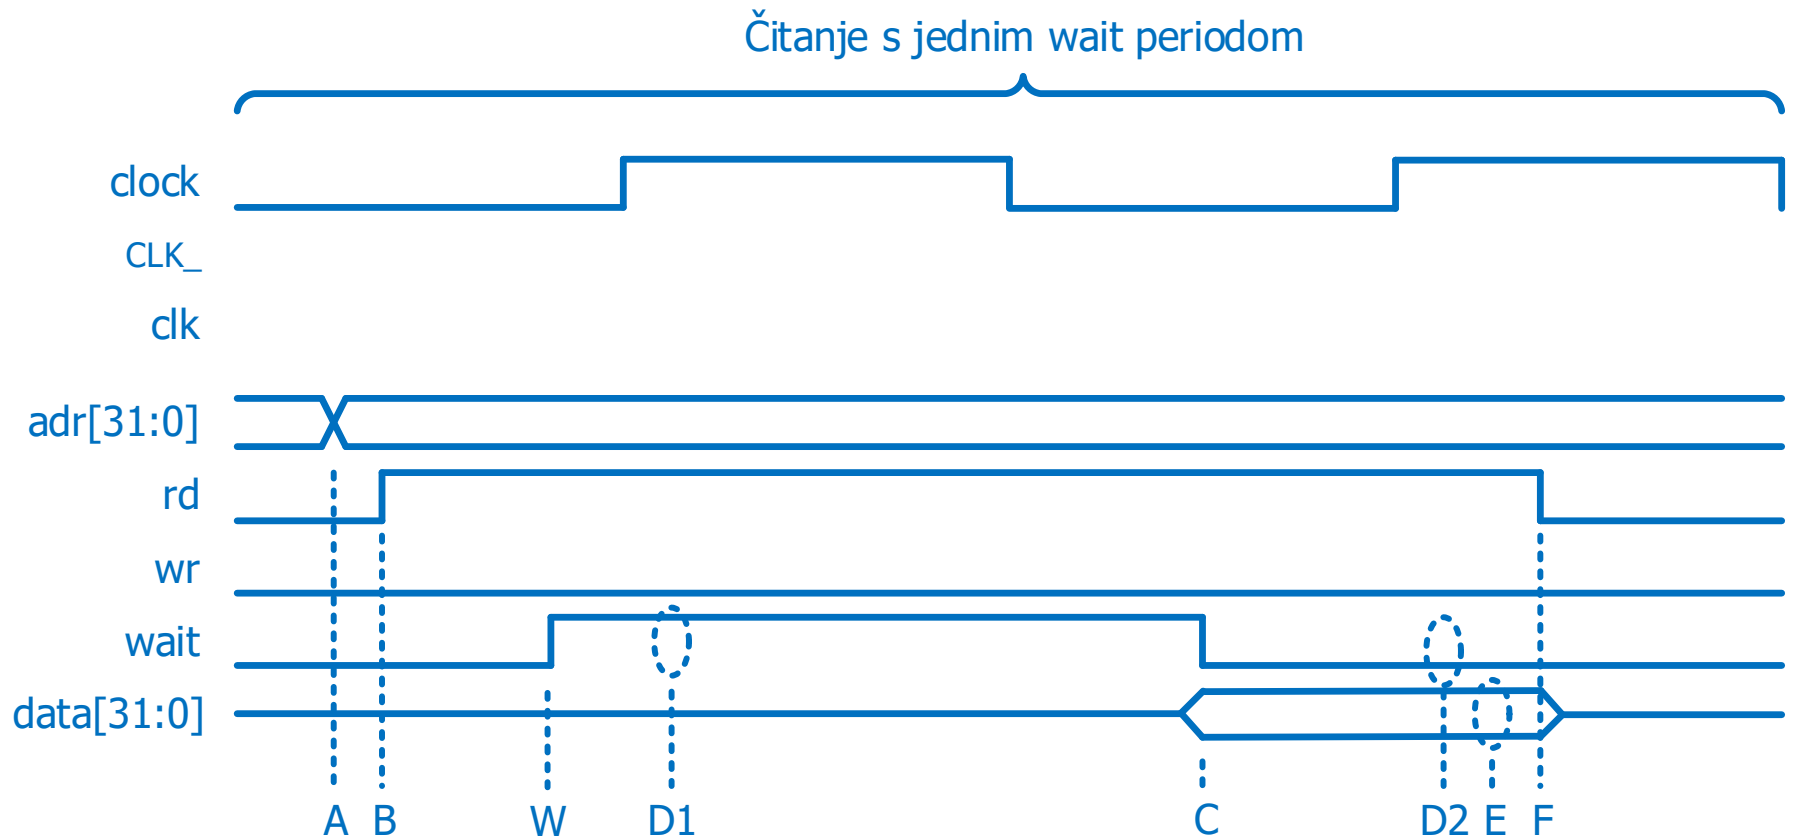 Čitanje s jednim wait periodom
clock
CLK_
clk
adr[31:0]
rd
wr
wait
data[31:0]
A B W D1 C D2 E F